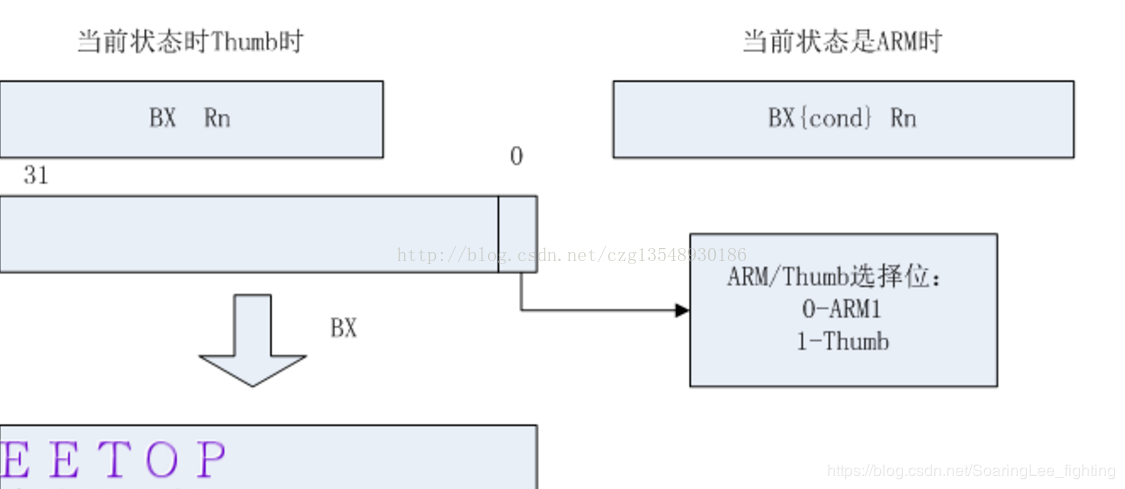 当前状态时Thumb时
当前状态是ARM时
BX Rn
BX{cond} Rn
31
0
http://blog.csdn.net/czg13548930186
ARM/Thumb选择位：
0-ARM1
1-Thumb
BX
EETOP
https://blog.csdn.net/SoaringLee_fighting